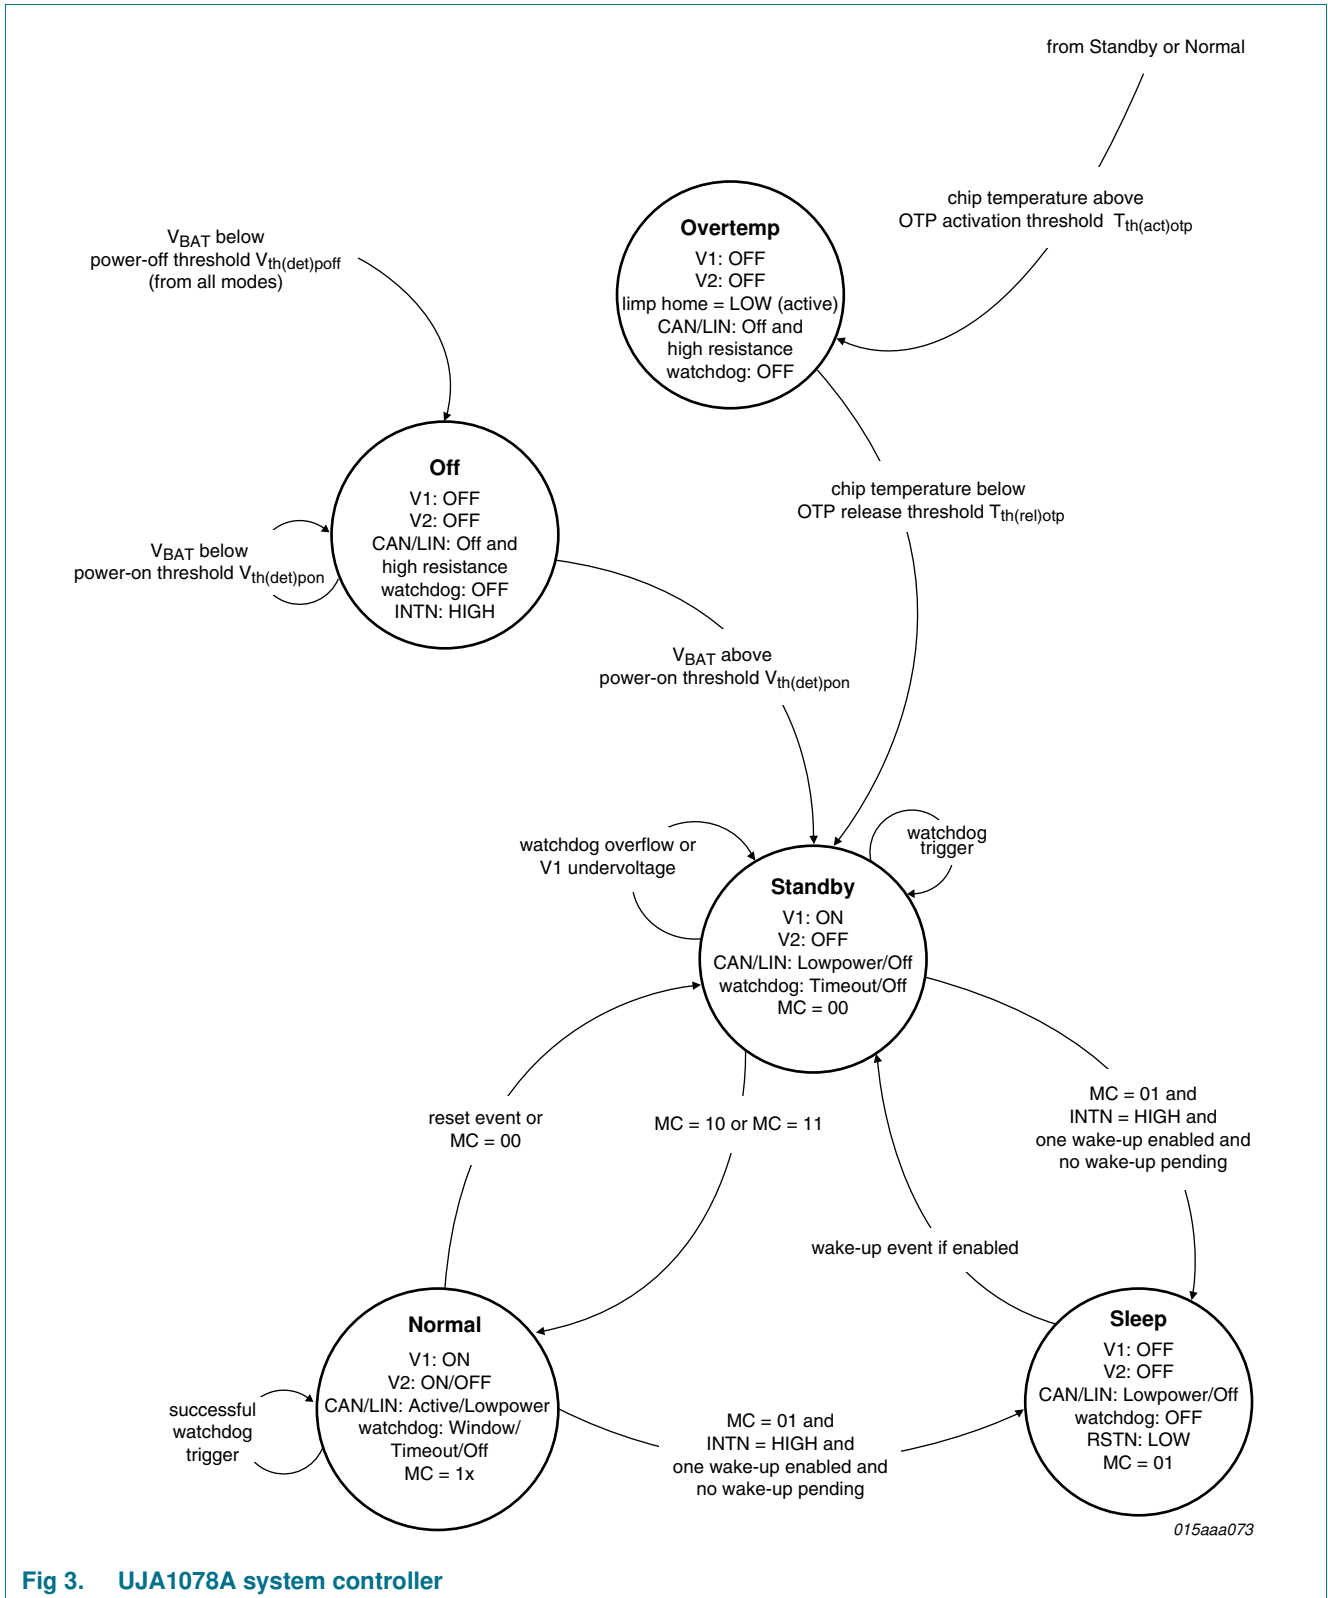 from Standby or Normal
chip temperature above
OTP activation threshold Tth(act)otp
Overtemp
V1: OFF
V2: OFF
limp home = LOW (active)
CAN/LIN: Off and
high resistance
watchdog: OFF
VBAT below
power-off threshold Vth(det)poff
(from all modes)
Off
V1: OFF
V2: OFF
CAN/LIN: Off and
high resistance
watchdog: OFF
INTN: HIGH
VBAT below
power-on threshold Vth(det)pon
chip temperature below
OTP release threshold Tth(rel)otp
VBAT above
power-on threshold Vth(det)pon
watchdog overflow or
V1 undervoltage
watchdog
trigger
Standby
V1: ON
V2: OFF
CAN/LIN: Lowpower/Off
watchdog: Timeout/Off
MC = 00
reset event or
MC = 00
MC = 10 or MC = 11
MC = 01 and
INTN = HIGH and
one wake-up enabled and
no wake-up pending
wake-up event if enabled
Normal
V1: ON
V2: ON/OFF
CAN/LIN: Active/Lowpower
watchdog: Window/
Timeout/Off
MC = 1x
successful
watchdog
trigger
MC = 01 and
INTN = HIGH and
one wake-up enabled and
no wake-up pending
Sleep
V1: OFF
V2: OFF
CAN/LIN: Lowpower/Off
watchdog: OFF
RSTN: LOW
MC = 01
015aaa073
Fig 3. UJA1078A system controller